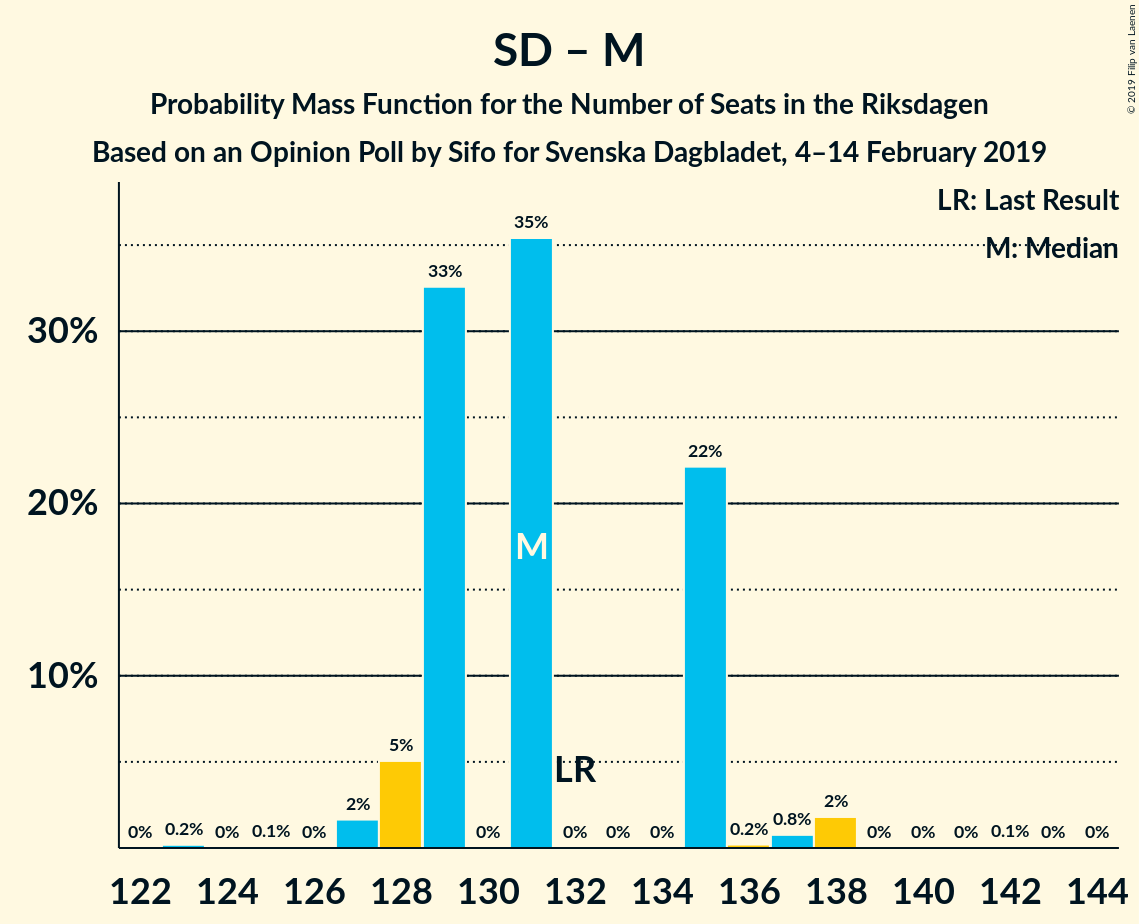 SD – M
Probability Mass Function for the Number of Seats in the Riksdagen
Based on an Opinion Poll by Sifo for Svenska Dagbladet, 4–14 February 2019
© 2019 Filip van Laenen
LR: Last Result
M: Median
30%
20%
10%
0% 0.2% 0% 0.1% 0% 2% 5% 33% 0% 35% 0% 0% 0% 22% 0.2% 0.8% 2% 0% 0% 0% 0.1% 0% 0%
M
LR
122 124 126 128 130 132 134 136 138 140 142 144